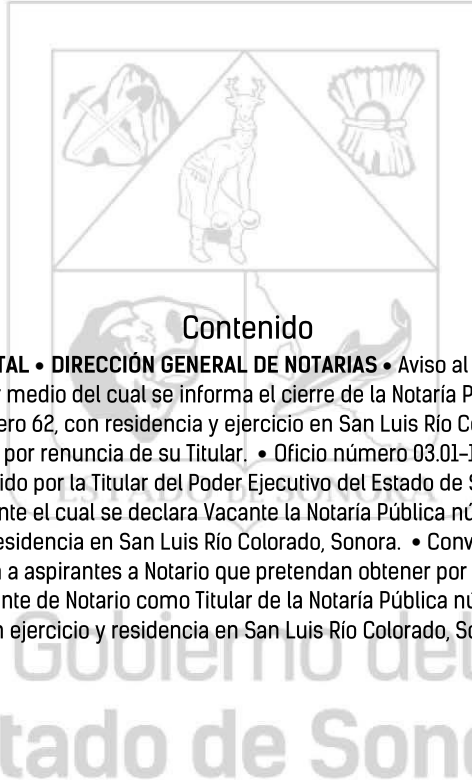 Contenido
TAL • DIRECCIÓN GENERAL DE NOTARIAS • Aviso al
medio del cual se informa el cierre de la Notaría P
ero 62, con residencia y ejercicio en San Luis Río Co
por renuncia de su Titular. • Oficio número 03.01-1
ido por la Titular del Poder Ejecutivo del Estado de S
nte el cual se declara Vacante la Notaría Pública nú
esidencia en San Luis Río Colorado, Sonora. • Conv
a aspirantes a Notario que pretendan obtener por
nte de Notario como Titular de la Notaría Pública nú
n ejercicio y residencia en San Luis Río Colorado, So
ESTADO DE SONORA
Gobierno del
tado de Sono